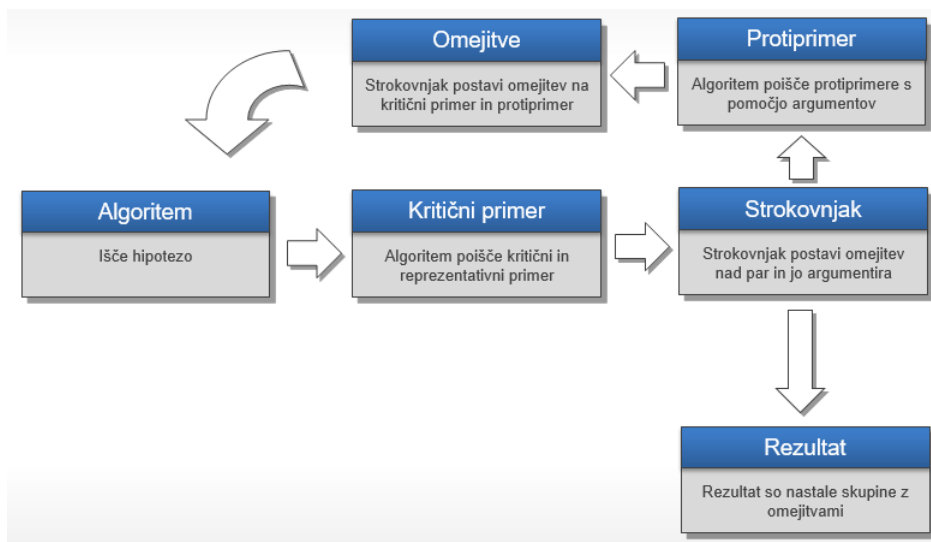 Omejitve
Strokovnjak postavi omejitev na
kritični primer in protiprimer
Protiprimer
Algoritem poišče protiprimere s
pomočjo argumentov
Algoritem
Išče hipotezo
Kritični primer
Algoritem poišče kritični in
reprezentativni primer
Strokovnjak
Strokovnjak postavi omejitev
nad par in jo argumentira
Rezultat
Rezultat so nastale skupine z
omejitvami